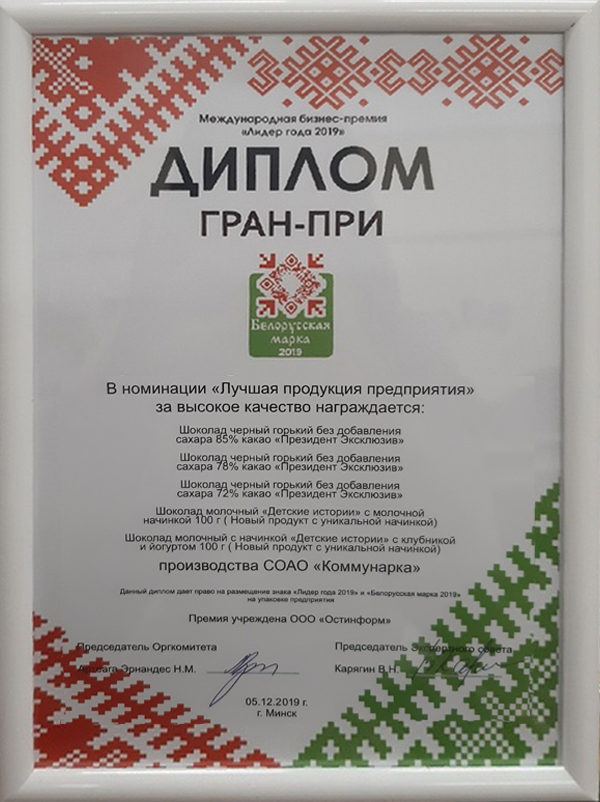 Международная бизнес-премия
«Лидер года 2019»
ДИПЛОМ
ГРАН-ПРИ
Белорусская
марка
2019
В номинации «Лучшая продукция предприятия»
за высокое качество награждается:
Шоколад черный горький без добавления
сахара 85% какао «Президент Эксклюзив»
Шоколад черный горький без добавления
сахара 78% какао «Президент Эксклюзив»
Шоколад черный горький без добавления
сахара 72% какао «Президент Эксклюзив»
Шоколад молочный «Детские истории» с молочной
начинкой 100 г ( Новый продукт с уникальной начинкой)
Шоколад молочный с начинкой «Детские истории» с клубникой
и йогуртом 100 г ( Новый продукт с уникальной начинкой)
производства СОАО «Коммунарка»
Данный диплом дает право на размещение знака «Лидер года 2019» и «Белорусская марка 2019»
на упаковке предприятия
Премия учреждена ООО «Остинформ»
Председатель Оргкомитета
Председатель Экспертного совета
Эрнандес Н.М.
Карягин В.Н.
05.12.2019 г.
г. Минск